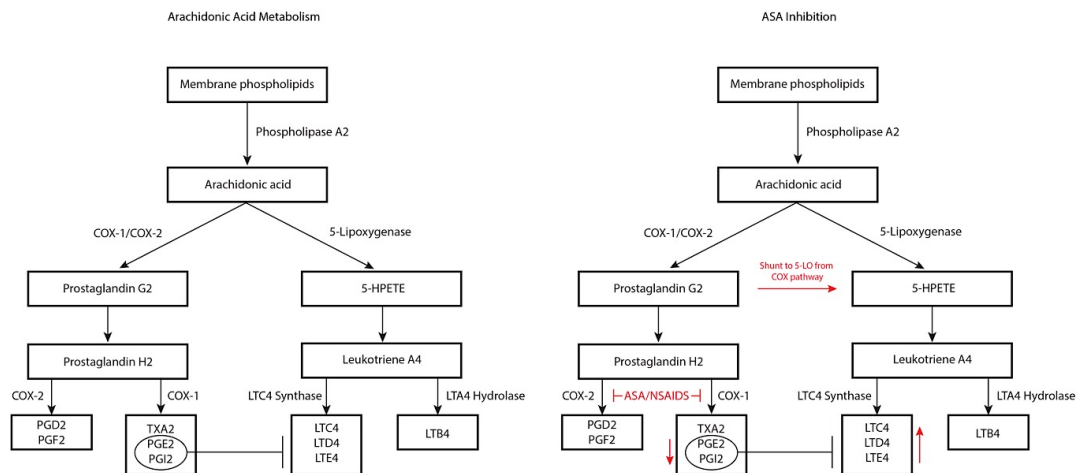 Arachidonic Acid Metabolism
Membrane phospholipids
Phospholipase A2
Arachidonic acid
COX-1/COX-2
5-Lipoxygenase
Prostaglandin G2
5-HPETE
Prostaglandin H2
Leukotriene A4
COX-2
COX-1
LTC4 Synthase
LTA4 Hydrolase
PGD2
PGF2
TXA2
PGE2
PGI2
LTC4
LTD4
LTE4
LTB4
ASA Inhibition
Membrane phospholipids
Phospholipase A2
Arachidonic acid
COX-1/COX-2
5-Lipoxygenase
Shunt to 5-LO from
COX pathway
Prostaglandin G2
5-HPETE
Prostaglandin H2
Leukotriene A4
COX-2
ASA/NSAIDS
COX-1
LTC4 Synthase
LTA4 Hydrolase
PGD2
PGF2
TXA2
PGE2
PGI2
LTC4
LTD4
LTE4
LTB4